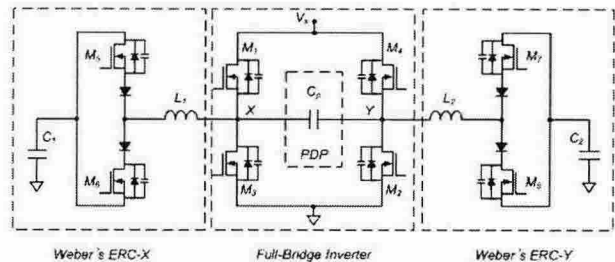 Vs
M5 M1 M4 M7
L1 X Cp Y L2
C1 PDP C2
M6 M3 M2 M8
Weber's ERC-X Full-Bridge Inverter Weber's ERC-Y